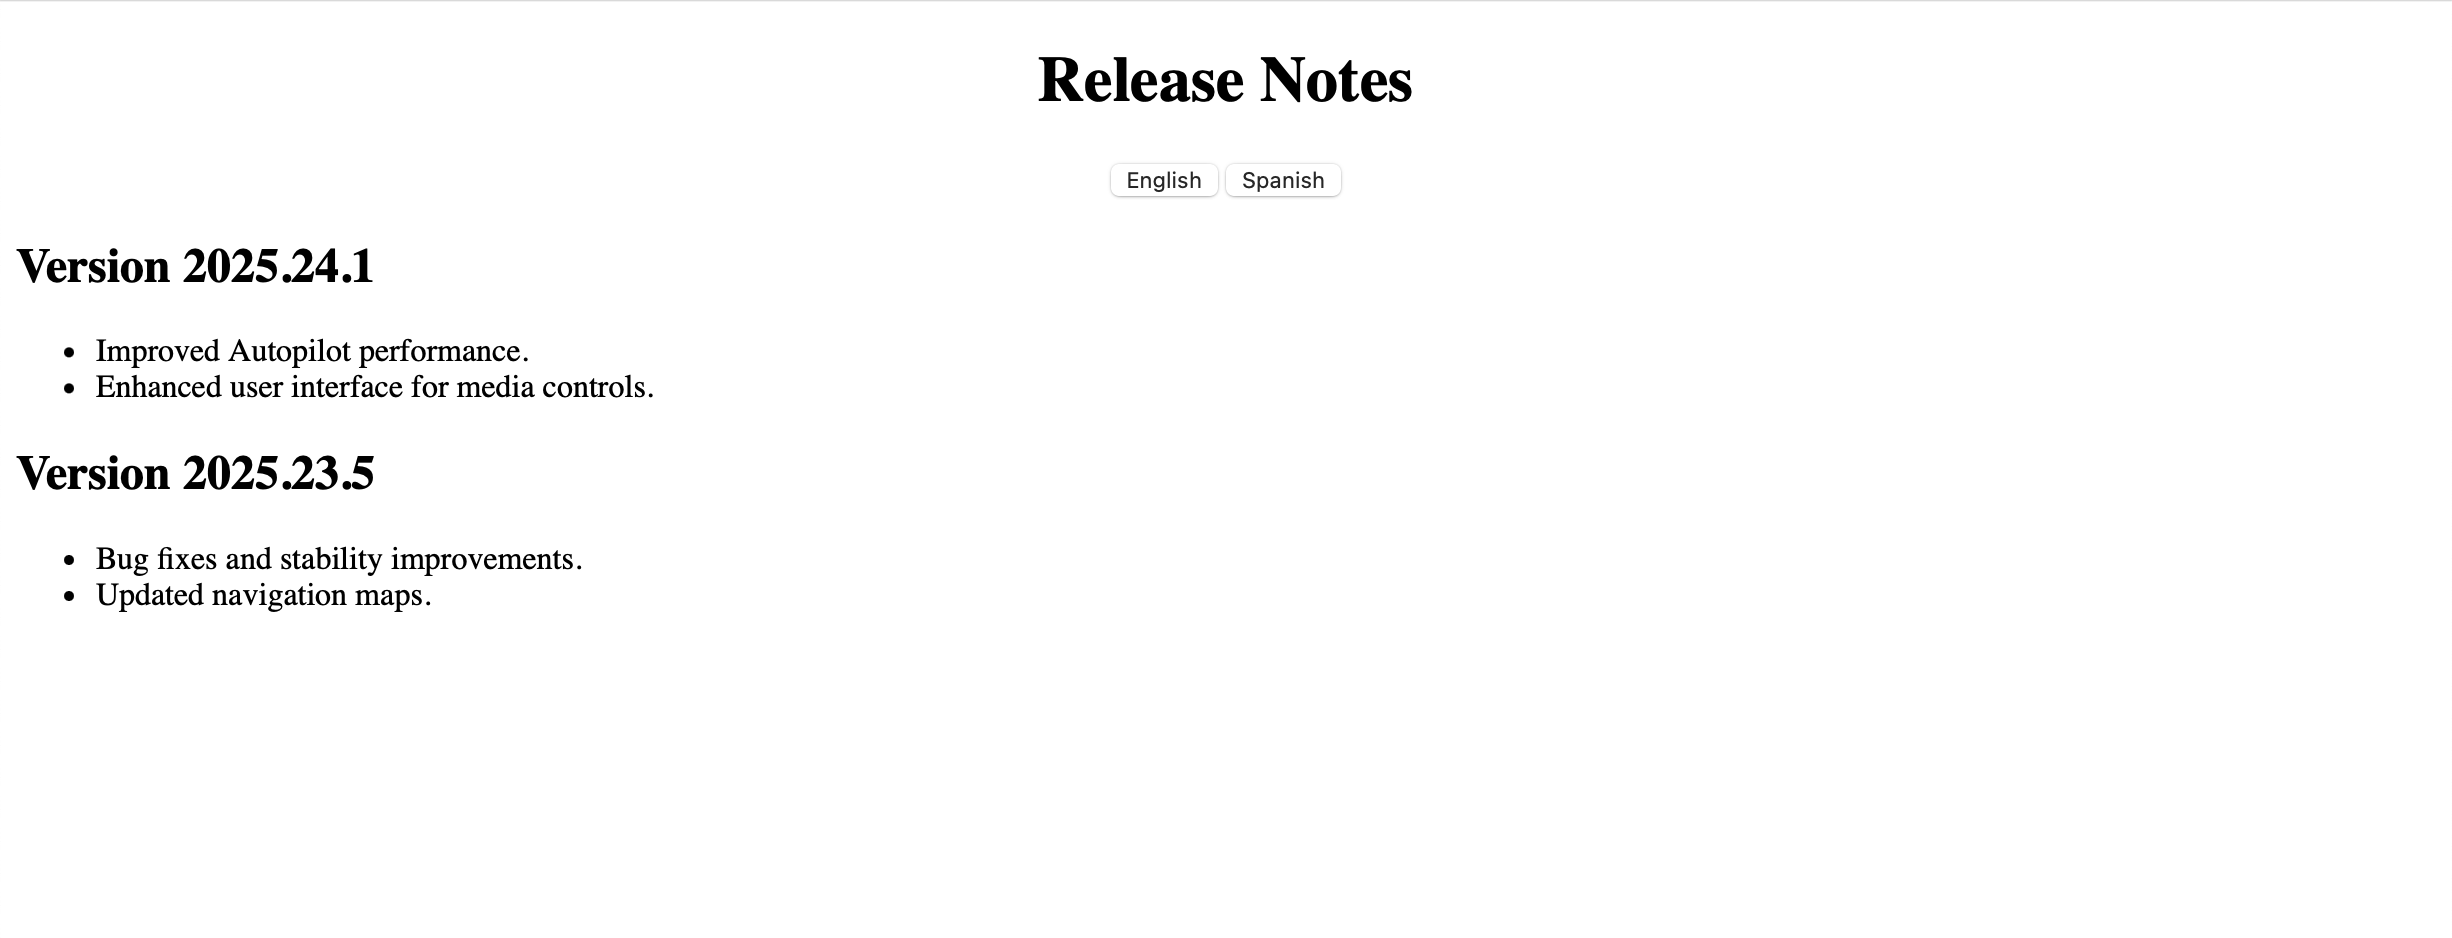 Release Notes
English Spanish
Version 2025.24.1
Improved Autopilot performance.
Enhanced user interface for media controls.
Version 2025.23.5
Bug fixes and stability improvements.
Updated navigation maps.